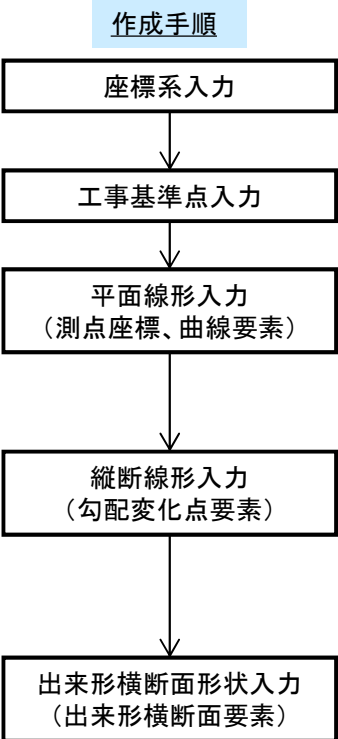 作成手順
座標系入力
工事基準点入力
平面線形入力
（測点座標、曲線要素）
縦断線形入力
（勾配変化点要素）
出来形横断面形状入力
（出来形横断面要素）